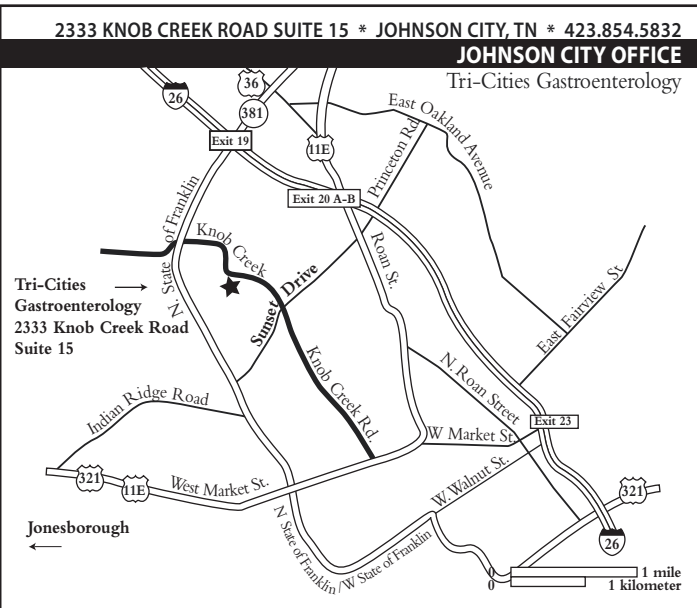 2333 KNOB CREEK ROAD SUITE 15 * JOHNSON CITY, TN * 423.854.5832
JOHNSON CITY OFFICE
Tri-Cities Gastroenterology
26
36
381
Exit 19
11E
East Oakland Avenue
Princeton Rd
Exit 20 A-B
N. State of Franklin
Knob Creek
Roan St.
Sunset Drive
Tri-Cities
Gastroenterology
2333 Knob Creek Road
Suite 15
East Fairview St
Knob Creek Rd.
N. Roan Street
Indian Ridge Road
Exit 23
W Market St.
321
11E
West Market St.
W. Walnut St.
321
N State of Franklin / W State of Franklin
Jonesborough
26
0 1 mile
0 1 kilometer